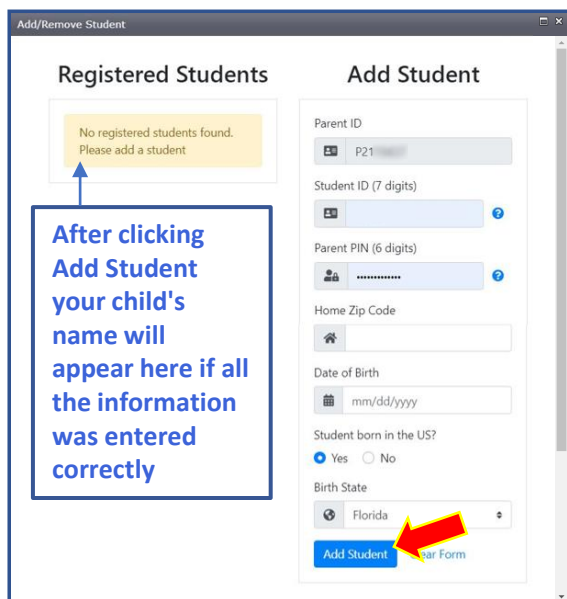 Add/Remove Student
Registered Students
No registered students found.
Please add a student
After clicking
Add Student
your child's
name will
appear here if all
the information
was entered
correctly
Add Student
Parent ID
P21
Student ID (7 digits)
Parent PIN (6 digits)
••••••••••••
Home Zip Code
Date of Birth
mm/dd/yyyy
Student born in the US?
Yes No
Birth State
Florida
Add Student ear Form